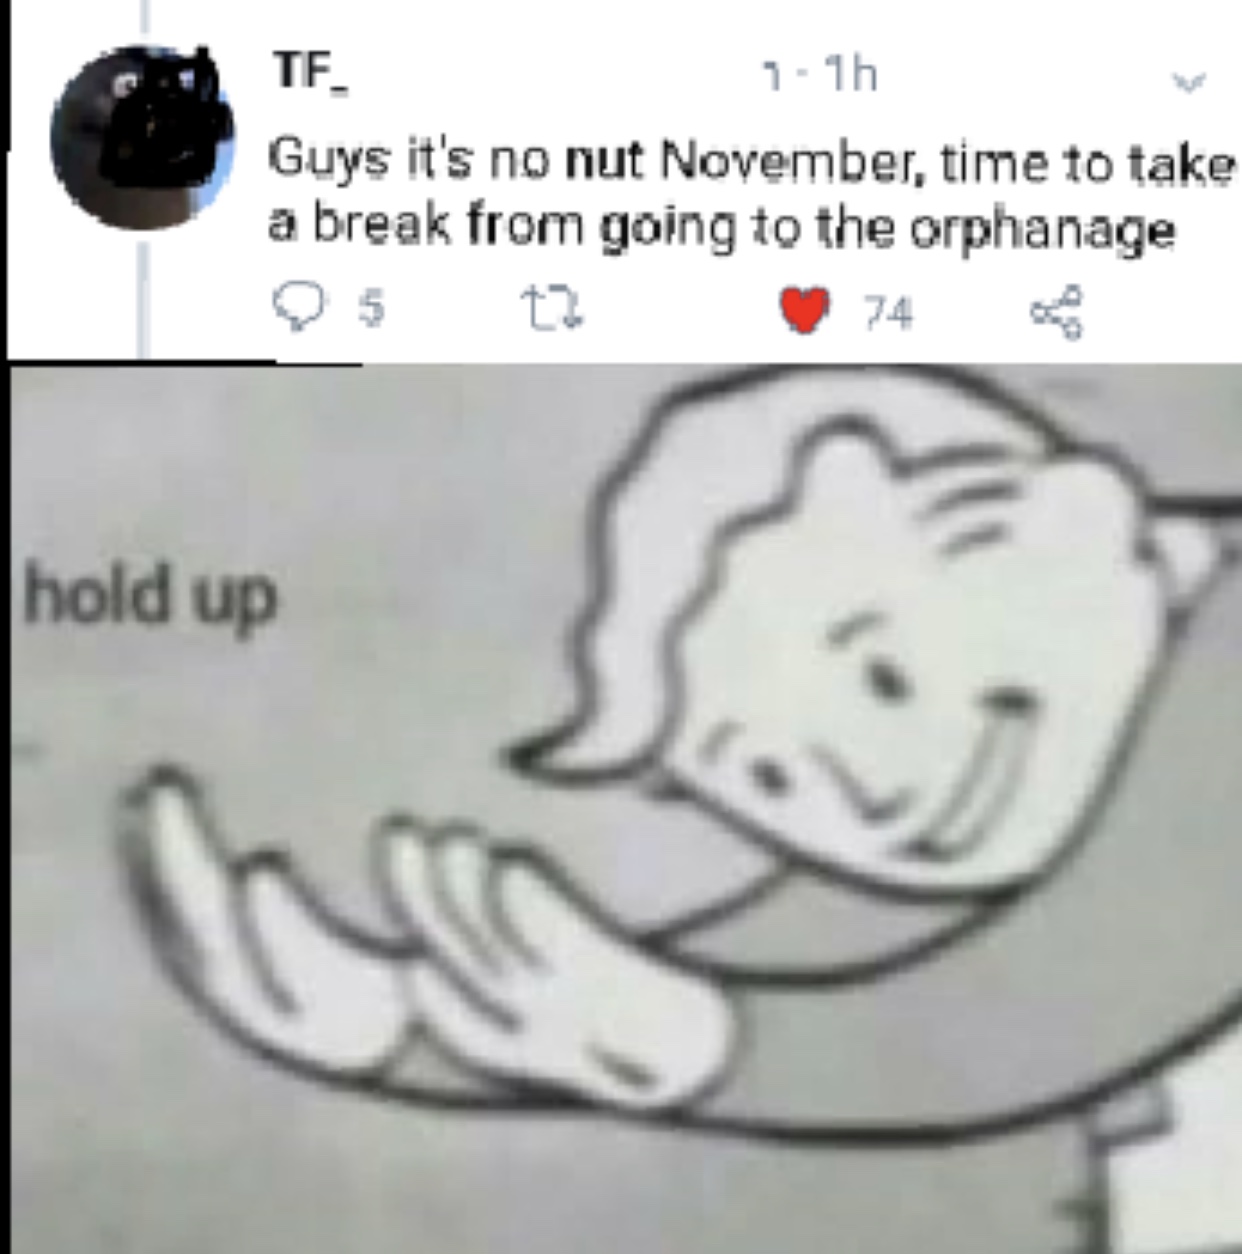 TF_
1 · 1h
Guys it's no nut November, time to take
a break from going to the orphanage
5
74
hold up